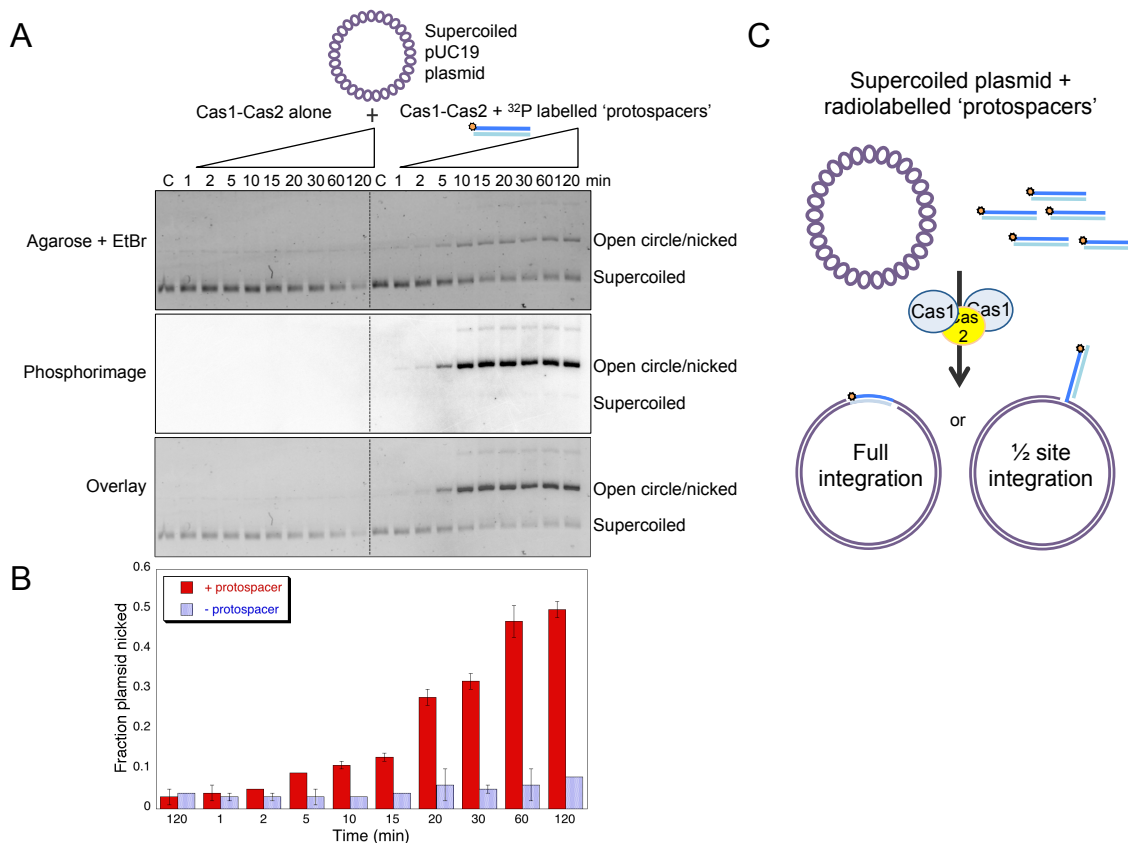 A
Supercoiled
pUC19
plasmid
Cas1-Cas2 alone
+
Cas1-Cas2 + ³²P labelled ‘protospacers’
C 1 2 5 10 15 20 30 60 120 C 1 2 5 10 15 20 30 60 120 min
Agarose + EtBr
Open circle/nicked
Supercoiled
Phosphorimage
Open circle/nicked
Supercoiled
Overlay
Open circle/nicked
Supercoiled
B
+ protospacer
- protospacer
Fraction plamsid nicked
0.6
0.5
0.4
0.3
0.2
0.1
0
120 1 2 5 10 15 20 30 60 120
Time (min)
C
Supercoiled plasmid +
radiolabelled ‘protospacers’
Cas1 Cas1
Cas
2
or
Full
integration
½ site
integration